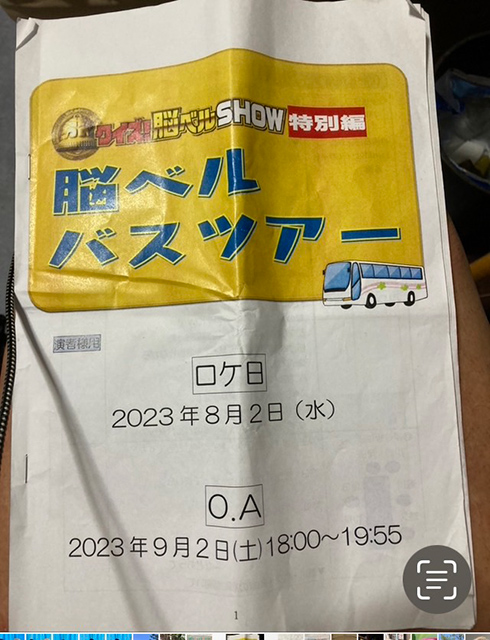 クイズ!!脳ベルSHOW 特別編
脳ベル
バスツアー
演者様用
ロケ日
2023年8月2日(水)
O.A
2023年9月2日(土)18:00~19:55
1